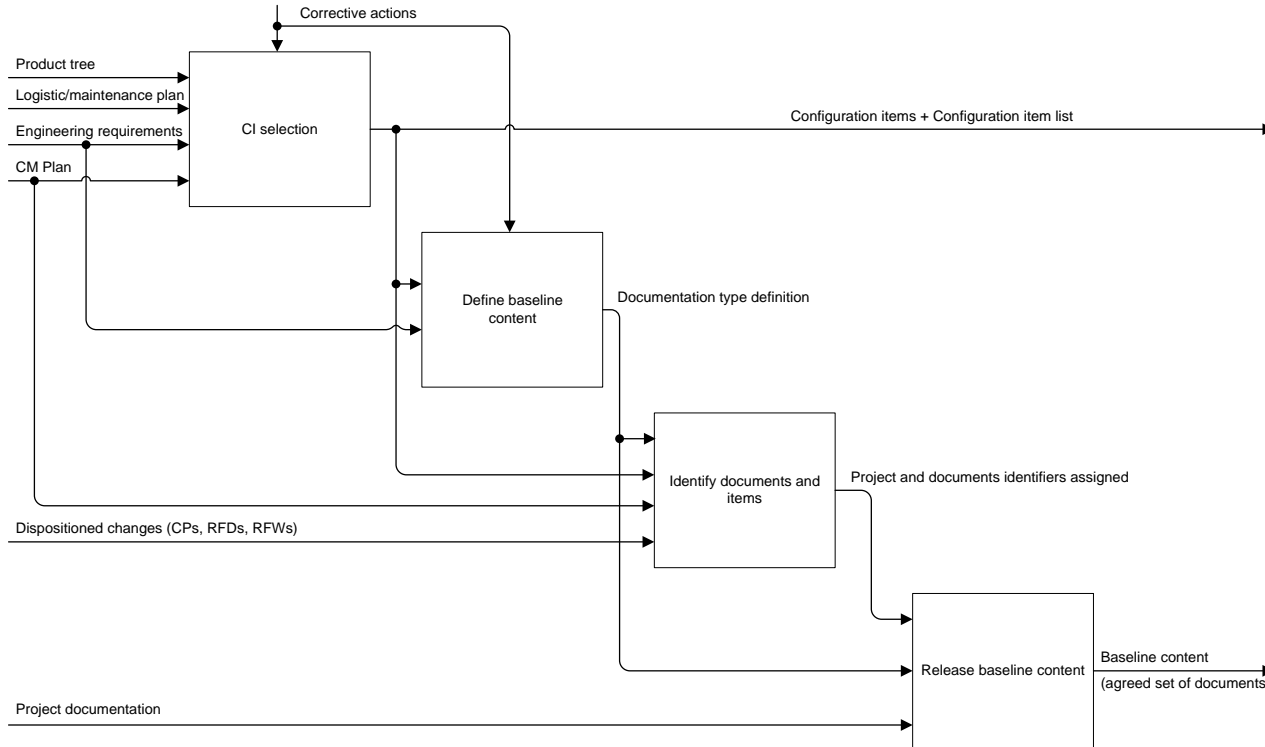 Corrective actions
Product tree
Logistic/maintenance plan
Engineering requirements
CM Plan
CI selection
Configuration items + Configuration item list
Define baseline
content
Documentation type definition
Identify documents and
items
Project and documents identifiers assigned
Dispositioned changes (CPs, RFDs, RFWs)
Release baseline content
Baseline content
(agreed set of documents
Project documentation